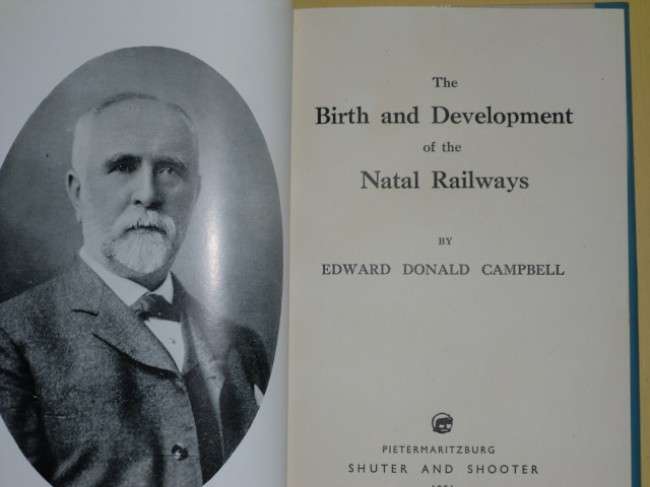 The
Birth and Development
of the
Natal Railways
BY
EDWARD DONALD CAMPBELL
PIETERMARITZBURG
SHUTER AND SHOOTER